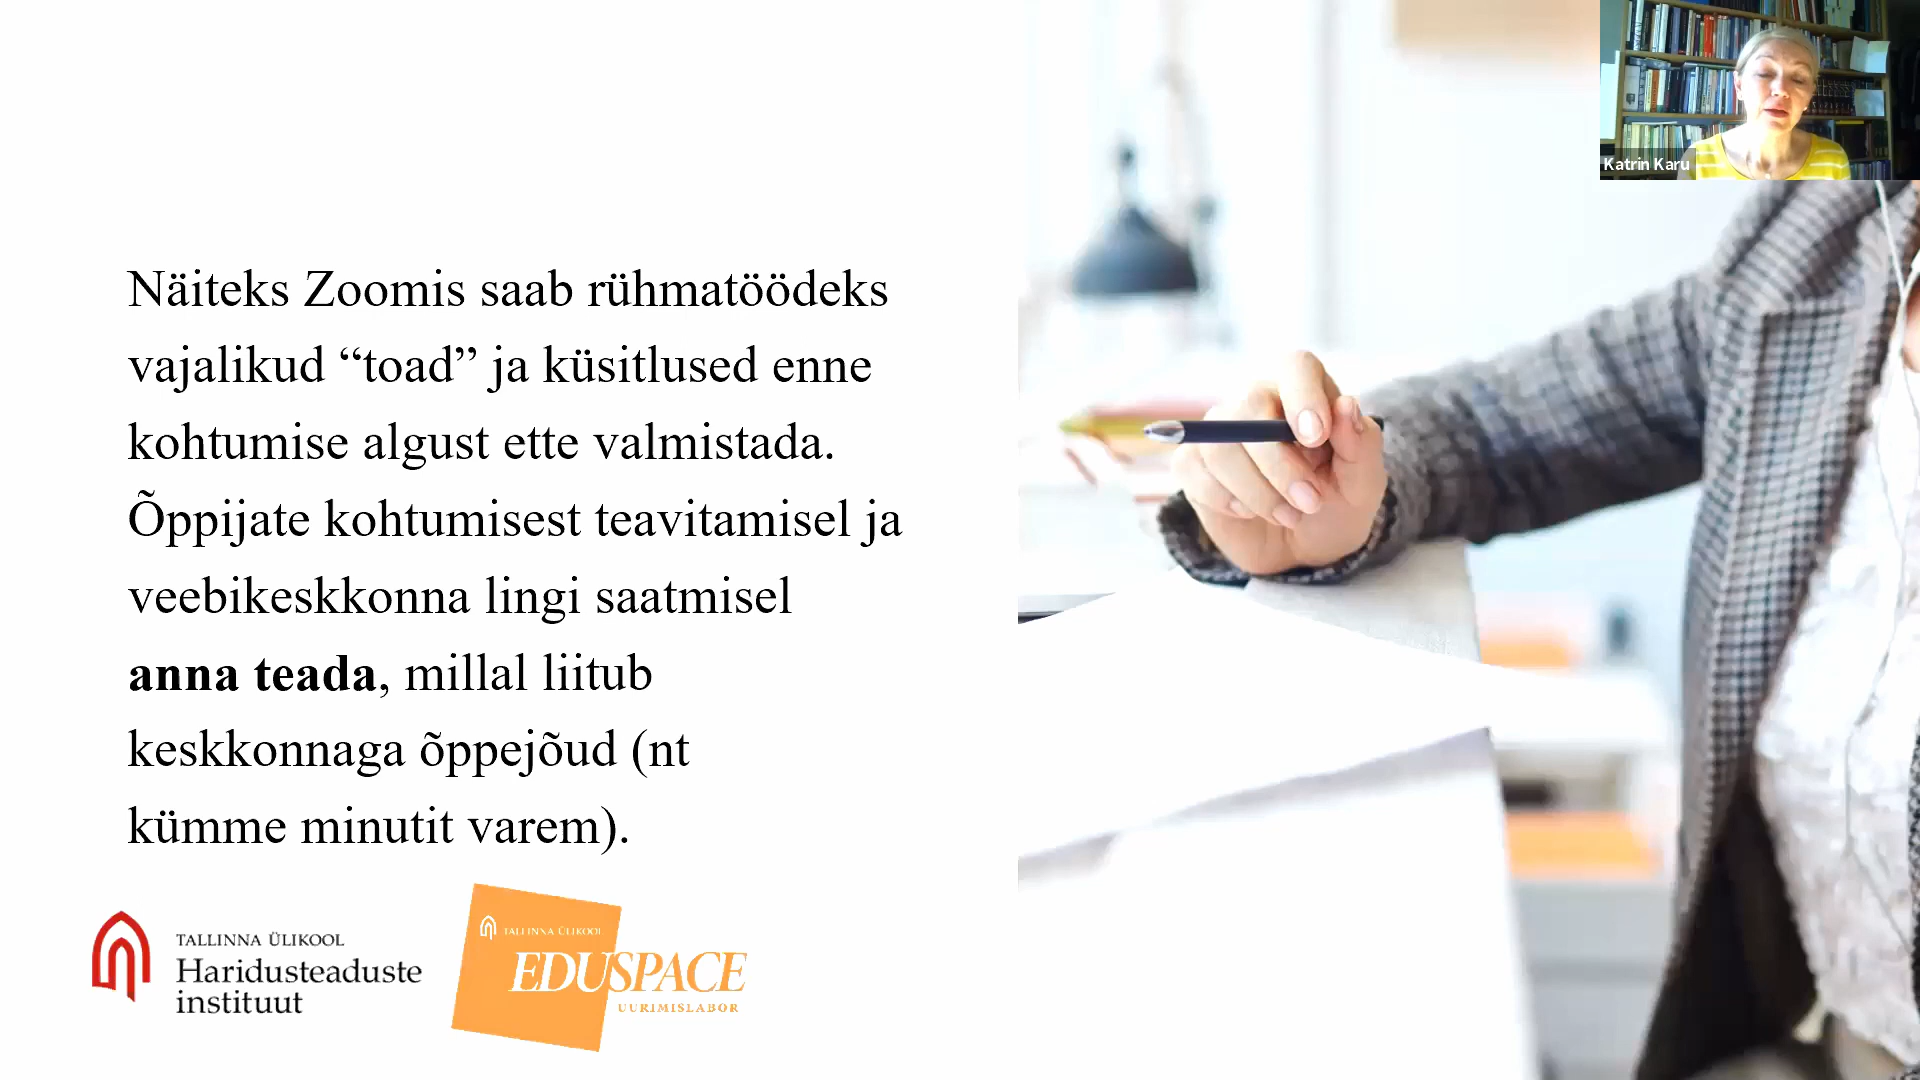 Näiteks Zoomis saab rühmatöödeks
vajalikud “toad” ja küsitlused enne
kohtumise algust ette valmistada.
Õppijate kohtumisest teavitamisel ja
veebikeskkonna lingi saatmisel
anna teada, millal liitub
keskkonnaga õppejõud (nt
kümme minutit varem).
Katrin Karu
TALLINNA ÜLIKOOL
Haridusteaduste
instituut
TALLINNA ÜLIKOOL
EDUSPACE
UURIMISLABOR